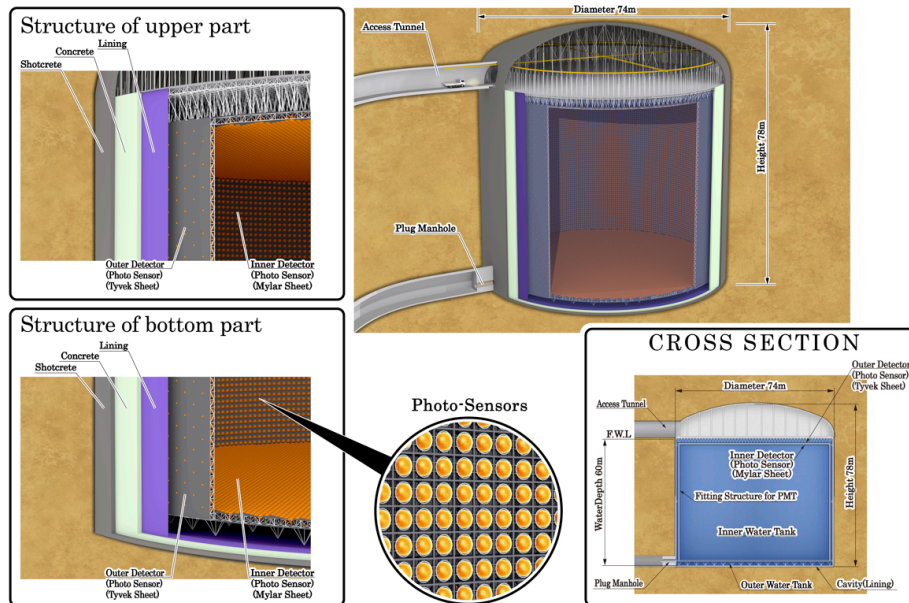 Structure of upper part
Lining
Concrete
Shotcrete
Outer Detector
(Photo Sensor)
(Tyvek Sheet)
Inner Detector
(Photo Sensor)
(Mylar Sheet)
Diameter 74m
Access Tunnel
Height 78m
Plug Manhole
Structure of bottom part
Lining
Concrete
Shotcrete
Outer Detector
(Photo Sensor)
(Tyvek Sheet)
Inner Detector
(Photo Sensor)
(Mylar Sheet)
Photo-Sensors
CROSS SECTION
Outer Detector
(Photo Sensor)
(Tyvek Sheet)
Diameter 74m
Access Tunnel
F.W.L
Inner Detector
(Photo Sensor)
(Mylar Sheet)
WaterDepth 60m
Height 78m
Fitting Structure for PMT
Inner Water Tank
Plug Manhole
Outer Water Tank
Cavity(Lining)